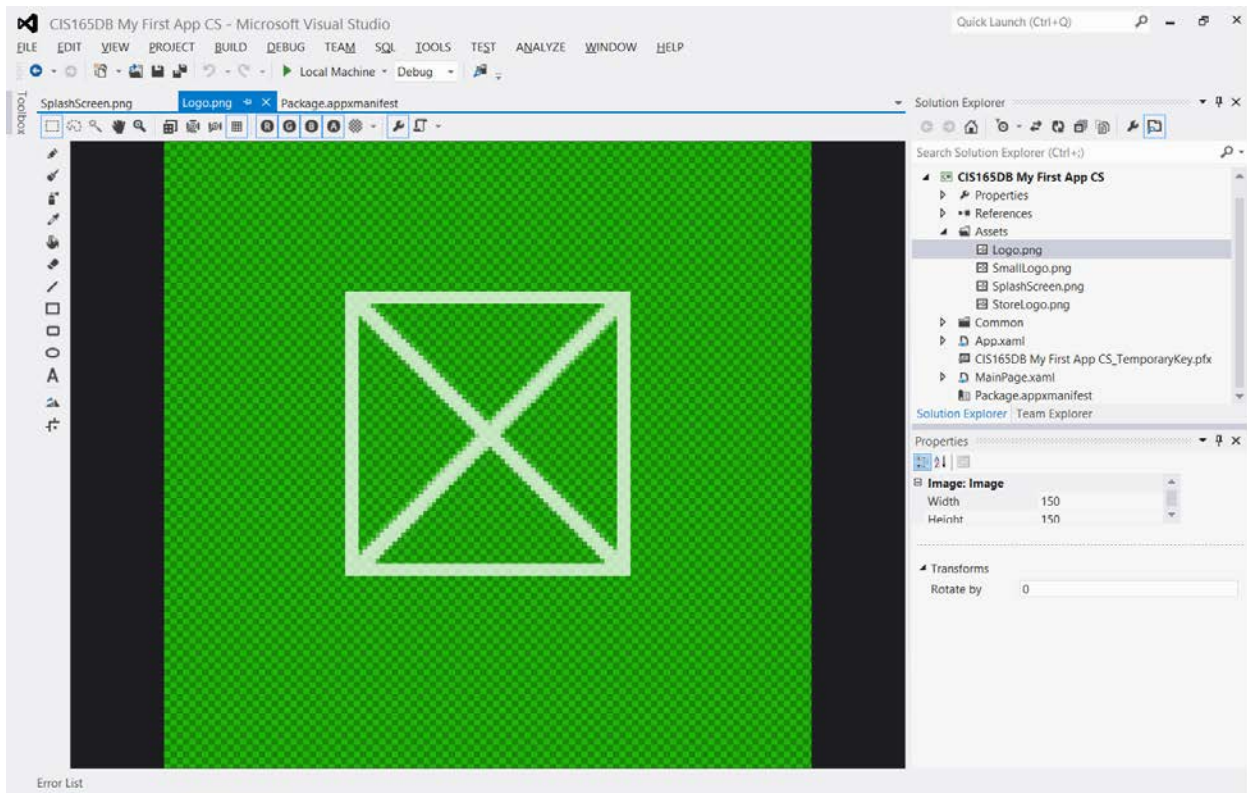 CIS165DB My First App CS - Microsoft Visual Studio
Quick Launch (Ctrl+Q)
FILE EDIT VIEW PROJECT BUILD DEBUG TEAM SQL TOOLS TEST ANALYZE WINDOW HELP
Local Machine Debug
Toolbox
SplashScreen.png Logo.png Package.appxmanifest
R G B A
A
Solution Explorer
Search Solution Explorer (Ctrl+;)
CIS165DB My First App CS
Properties
References
Assets
Logo.png
SmallLogo.png
SplashScreen.png
StoreLogo.png
Common
App.xaml
CIS165DB My First App CS_TemporaryKey.pfx
MainPage.xaml
Package.appxmanifest
Solution Explorer Team Explorer
Properties
Image: Image
Width 150
Height 150
Transforms
Rotate by 0
Error List